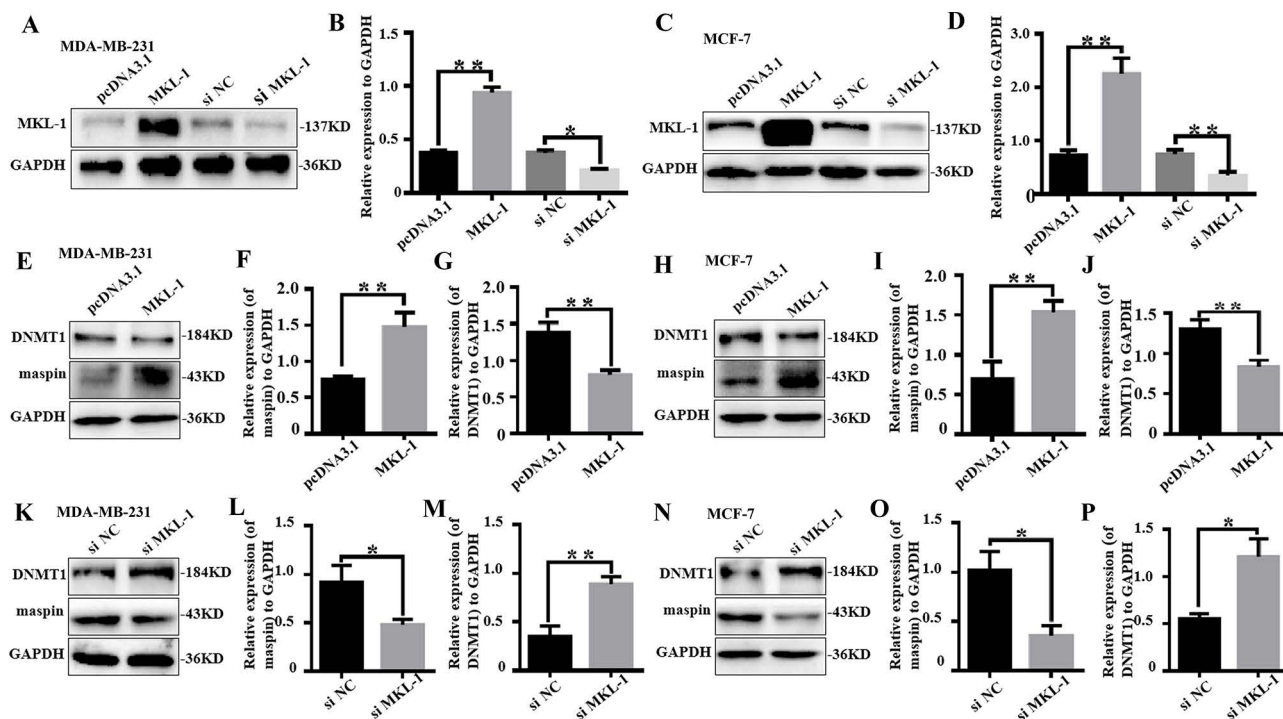 A
MDA-MB-231
pcDNA3.1
MKL-1
si NC
si MKL-1
MKL-1
-137KD
GAPDH
-36KD
B
Relative expression to GAPDH
1.5
1.0
0.5
0
**
*
pcDNA3.1
MKL-1
si NC
si MKL-1
C
MCF-7
pcDNA3.1
MKL-1
si NC
si MKL-1
MKL-1
-137KD
GAPDH
-36KD
D
Relative expression to GAPDH
3.0
2.0
1.0
0
**
**
pcDNA3.1
MKL-1
si NC
si MKL-1
E
MDA-MB-231
pcDNA3.1
MKL-1
DNMT1
-184KD
maspin
-43KD
GAPDH
-36KD
F
Relative expression (of
maspin) to GAPDH
2.0
1.5
1.0
0.5
0
**
pcDNA3.1
MKL-1
G
Relative expression (of
DNMT1) to GAPDH
2.0
1.5
1.0
0.5
0
**
pcDNA3.1
MKL-1
H
MCF-7
pcDNA3.1
MKL-1
DNMT1
-184KD
maspin
-43KD
GAPDH
-36KD
I
Relative expression (of
maspin) to GAPDH
2.0
1.5
1.0
0.5
0
**
pcDNA3.1
MKL-1
J
Relative expression (of
DNMT1) to GAPDH
1.5
1.0
0.5
0
**
pcDNA3.1
MKL-1
K
MDA-MB-231
si NC
si MKL-1
DNMT1
-184KD
maspin
-43KD
GAPDH
-36KD
L
Relative expression (of
maspin) to GAPDH
1.5
1.0
0.5
0
*
si NC
si MKL-1
M
Relative expression (of
DNMT1) to GAPDH
1.5
1.0
0.5
0
**
si NC
si MKL-1
N
MCF-7
si NC
si MKL-1
DNMT1
-184KD
maspin
-43KD
GAPDH
-36KD
O
Relative expression (of
maspin) to GAPDH
1.5
1.0
0.5
0
*
si NC
si MKL-1
P
Relative expression (of
DNMT1) to GAPDH
1.5
1.0
0.5
0
*
si NC
si MKL-1